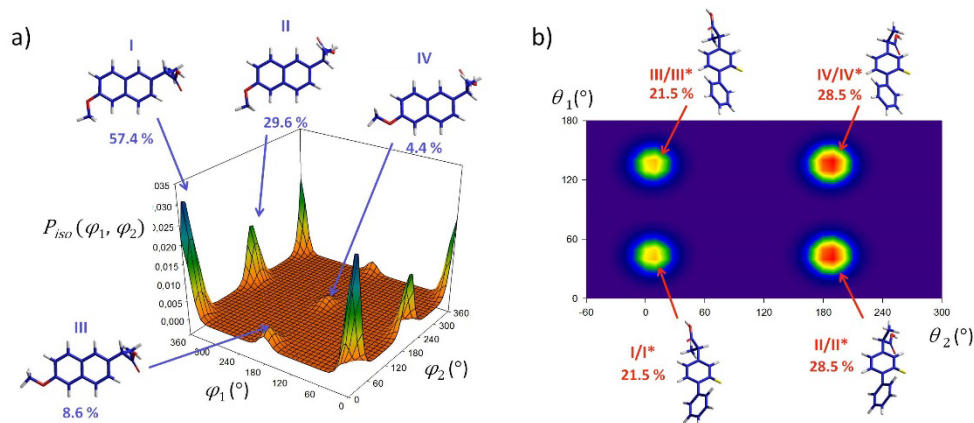 a)
I
57.4 %
II
29.6 %
IV
4.4 %
III
8.6 %
P_iso (φ1, φ2)
,035
0,030
0,025
0,020
0,015
0,010
0,005
0,000
360
300
240
180
120
60
0
φ1 (°)
0
60
120
180
240
300
360
φ2 (°)
b)
III/III*
21.5 %
IV/IV*
28.5 %
θ1(°)
180
120
60
0
-60
0
60
120
180
240
300
θ2(°)
I/I*
21.5 %
II/II*
28.5 %